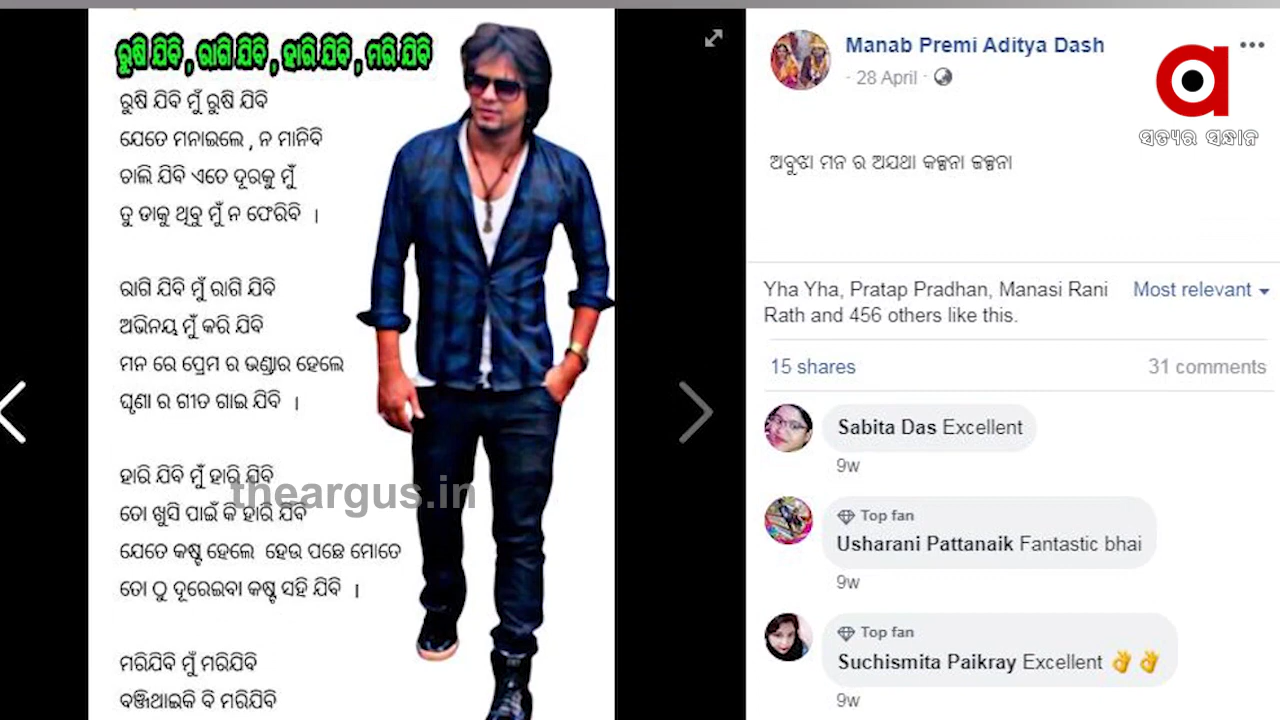 ରୁଷି ଯିବି , ରାଗି ଯିବି , ହାରି ଯିବି , ମରି ଯିବି
ରୁଷି ଯିବି ମୁଁ ରୁଷି ଯିବି
ଯେତେ ମନାଇଲେ , ନ ମାନିବି
ଚାଲି ଯିବି ଏତେ ଦୂରକୁ ମୁଁ
ତୁ ଡାକୁ ଥିବୁ ମୁଁ ନ ଫେରିବି ।
ରାଗି ଯିବି ମୁଁ ରାଗି ଯିବି
ଅଭିନୟ ମୁଁ କରି ଯିବି
ମନ ରେ ପ୍ରେମ ର ଭଣ୍ଡାର ହେଲେ
ଘୃଣା ର ଗୀତ ଗାଇ ଯିବି ।
ହାରି ଯିବି ମୁଁ ହାରି ଯିବି
ତୋ ଖୁସି ପାଇଁ କି ହାରି ଯିବି
ଯେତେ କଷ୍ଟ ହେଲେ ହେଉ ପଛେ ମୋତେ
ତୋ ଠୁ ଦୂରେଇବା କଷ୍ଟ ସହି ଯିବି ।
ମରିଯିବି ମୁଁ ମରିଯିବି
ବଞ୍ଚିଥାଇକି ବି ମରିଯିବି
theargus.in
Manab Premi Aditya Dash
· 28 April ·
a
ସତ୍ୟର ସନ୍ଧାନ
ଅବୁଝା ମନ ର ଅଯଥା କଳ୍ପନା ଜଳ୍ପନା
Yha Yha, Pratap Pradhan, Manasi Rani
Rath and 456 others like this.
Most relevant
15 shares
31 comments
Sabita Das Excellent
9w
Top fan
Usharani Pattanaik Fantastic bhai
9w
Top fan
Suchismita Paikray Excellent 👌👌
9w